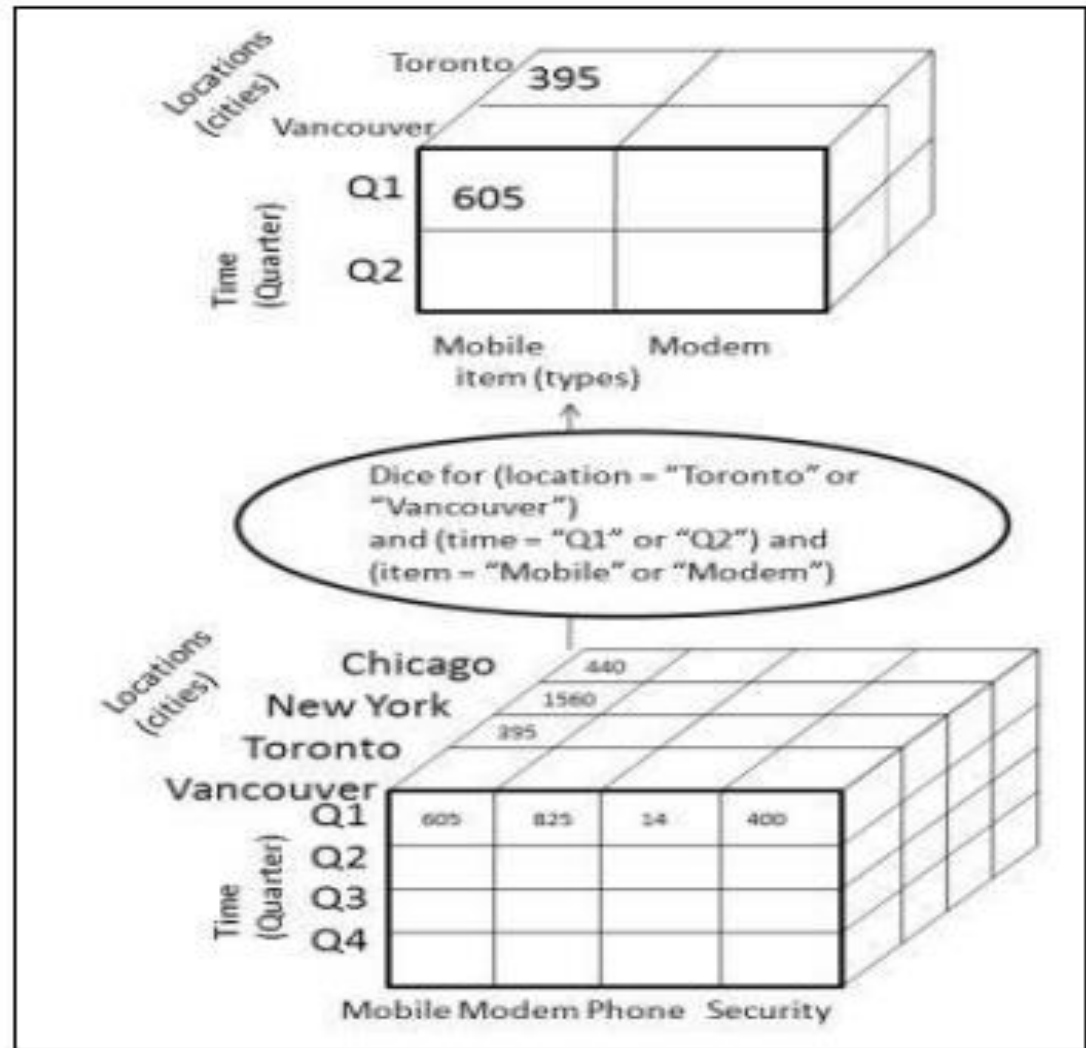 Locations
(cities)
Toronto
395
Vancouver
Time
(Quarter)
Q1
605
Q2
Mobile Modem
item (types)
Dice for (location = "Toronto" or
"Vancouver")
and (time = "Q1" or "Q2") and
(item = "Mobile" or "Modem")
Locations
(cities)
Chicago 440
New York 1560
Toronto 395
Vancouver
Time
(Quarter)
Q1 605 825 14 400
Q2
Q3
Q4
Mobile Modem Phone Security